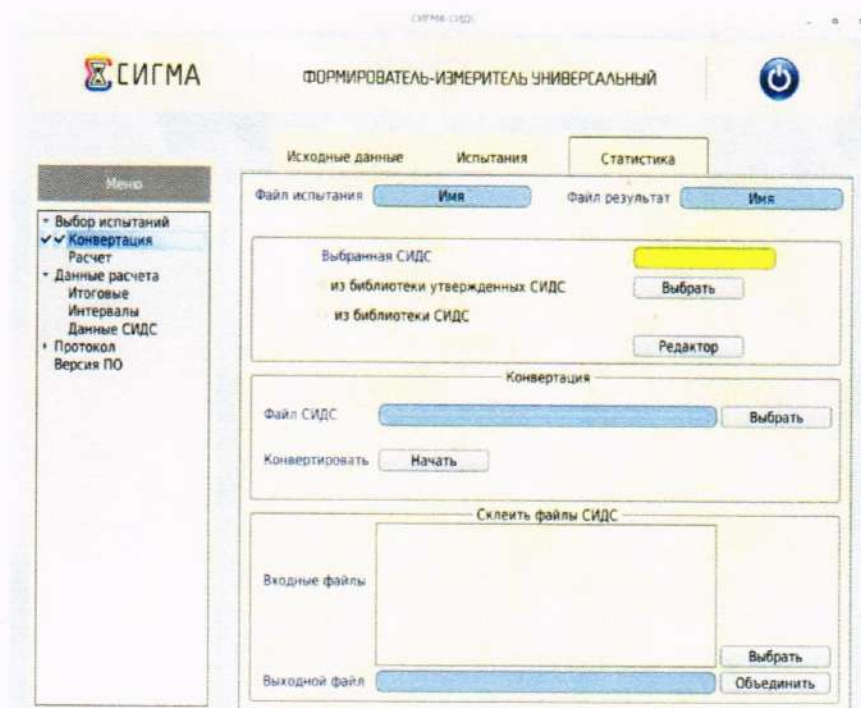 СИГМА СИДС
СИГМА
ФОРМИРОВАТЕЛЬ-ИЗМЕРИТЕЛЬ УНИВЕРСАЛЬНЫЙ
Исходные данные Испытания Статистика
Меню
Файл испытания Имя Файл результат Имя
Выбор испытаний
Конвертация
Расчет
Данные расчета
Итоговые
Интервалы
Данные СИДС
Протокол
Версия ПО
Выбранная СИДС
из библиотеки утвержденных СИДС Выбрать
из библиотеки СИДС
Редактор
Конвертация
Файл СИДС Выбрать
Конвертировать Начать
Склеить файлы СИДС
Входные файлы
Выбрать
Выходной файл Объединить